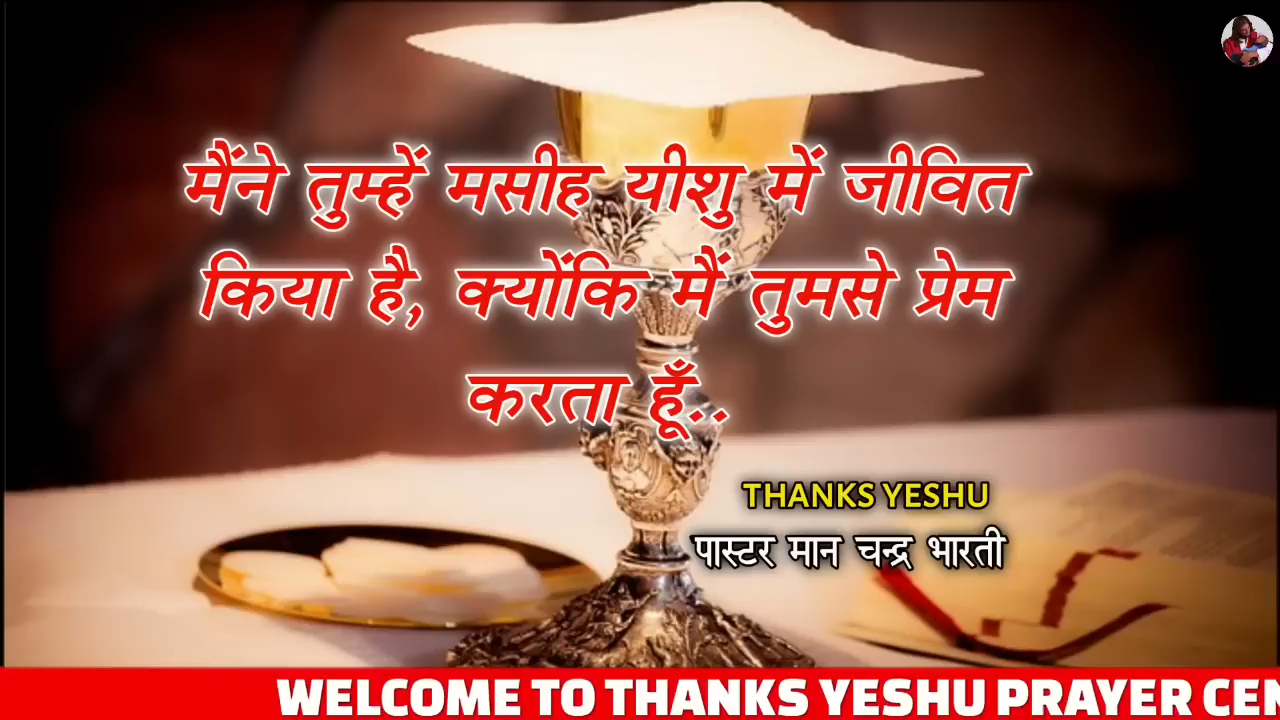 मैंने तुम्हें मसीह यीशु में जीवित
किया है, क्योंकि मैं तुमसे प्रेम
करता हूँ..
THANKS YESHU
पास्टर मान चन्द्र भारती
WELCOME TO THANKS YESHU PRAYER CEN